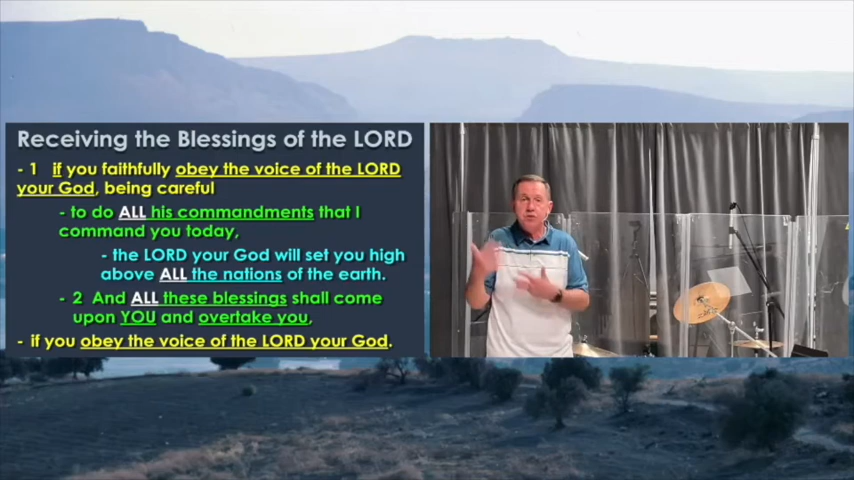 Receiving the Blessings of the LORD
- 1 if you faithfully obey the voice of the LORD
your God, being careful
- to do ALL his commandments that I
command you today,
- the LORD your God will set you high
above ALL the nations of the earth.
- 2 And ALL these blessings shall come
upon YOU and overtake you,
- if you obey the voice of the LORD your God.